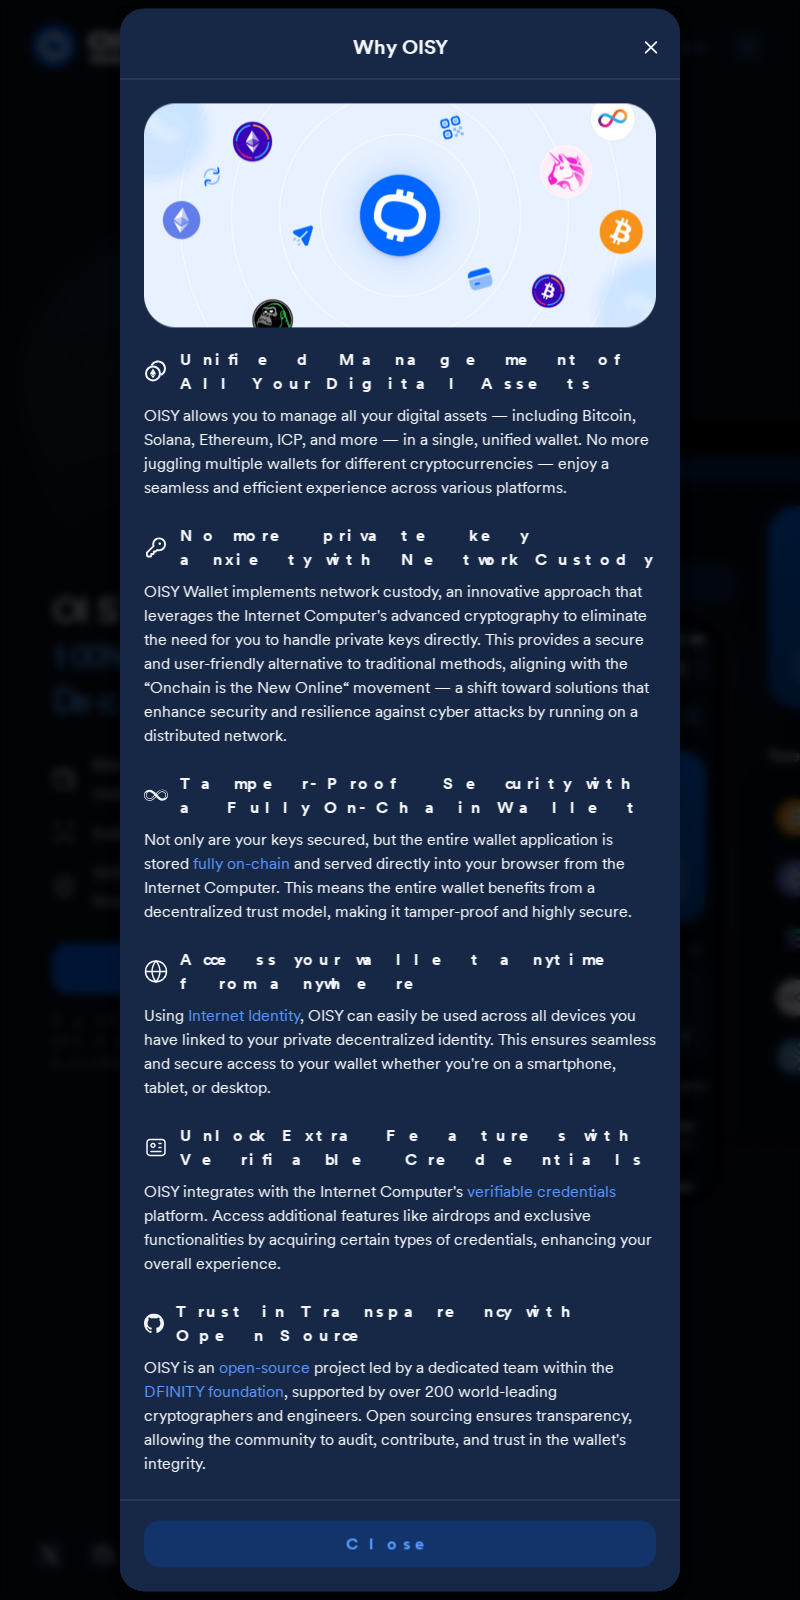 Why OISY
Unified Management of
All Your Digital Assets
OISY allows you to manage all your digital assets — including Bitcoin,
Solana, Ethereum, ICP, and more — in a single, unified wallet. No more
juggling multiple wallets for different cryptocurrencies — enjoy a
seamless and efficient experience across various platforms.
No more private key
anxiety with Network Custody
OISY Wallet implements network custody, an innovative approach that
leverages the Internet Computer's advanced cryptography to eliminate
the need for you to handle private keys directly. This provides a secure
and user-friendly alternative to traditional methods, aligning with the
“Onchain is the New Online“ movement — a shift toward solutions that
enhance security and resilience against cyber attacks by running on a
distributed network.
Tamper-Proof Security with
a Fully On-Chain Wallet
Not only are your keys secured, but the entire wallet application is
stored fully on-chain and served directly into your browser from the
Internet Computer. This means the entire wallet benefits from a
decentralized trust model, making it tamper-proof and highly secure.
Access your wallet anytime
from anywhere
Using Internet Identity, OISY can easily be used across all devices you
have linked to your private decentralized identity. This ensures seamless
and secure access to your wallet whether you're on a smartphone,
tablet, or desktop.
Unlock Extra Features with
Verifiable Credentials
OISY integrates with the Internet Computer's verifiable credentials
platform. Access additional features like airdrops and exclusive
functionalities by acquiring certain types of credentials, enhancing your
overall experience.
Trust in Transparency with
Open Source
OISY is an open-source project led by a dedicated team within the
DFINITY foundation, supported by over 200 world-leading
cryptographers and engineers. Open sourcing ensures transparency,
allowing the community to audit, contribute, and trust in the wallet's
integrity.
Close